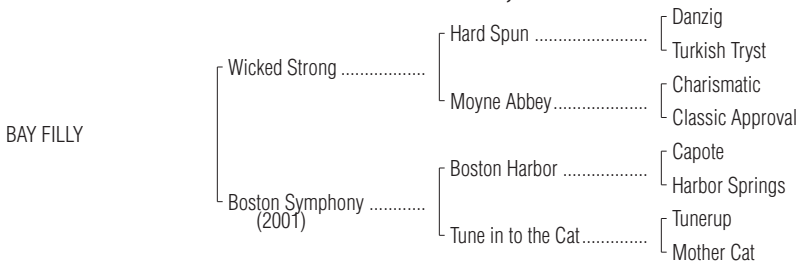 Danzig
Hard Spun ........................
Turkish Tryst
Wicked Strong ..................
Charismatic
Moyne Abbey....................
Classic Approval
BAY FILLY
Capote
Boston Harbor ..................
Harbor Springs
Boston Symphony ............
(2001)
Tunerup
Tune in to the Cat..............
Mother Cat